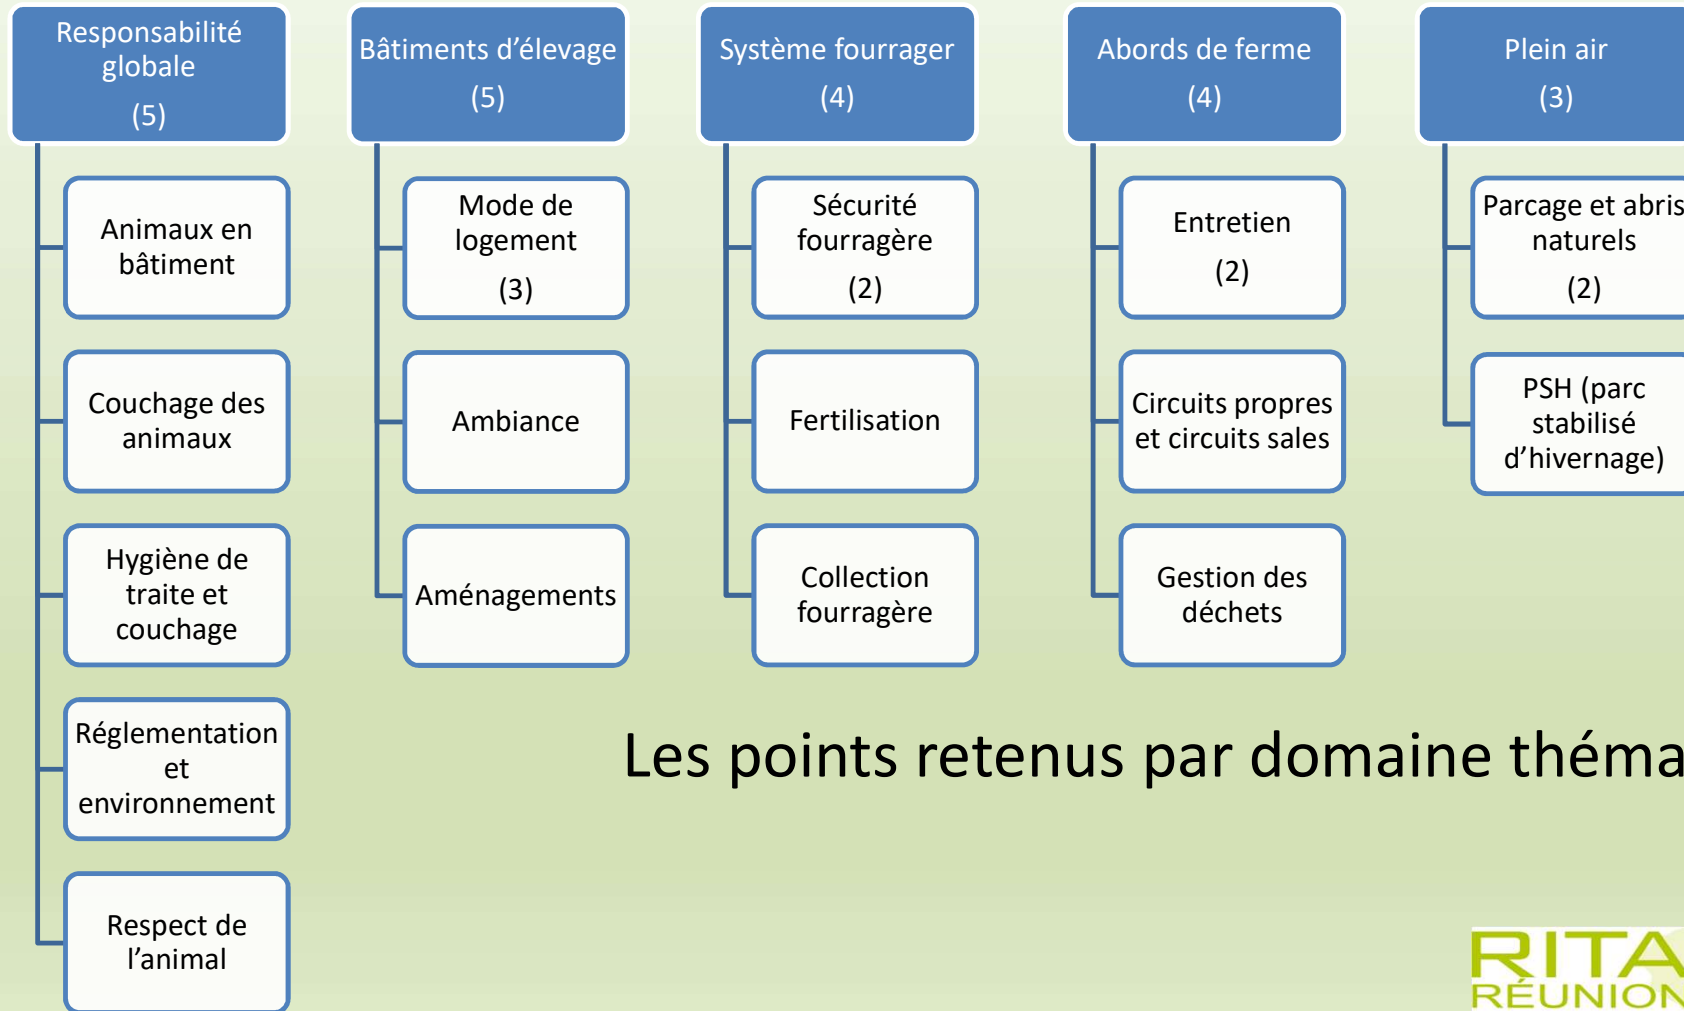 Responsabilité
globale
(5)
Animaux en
bâtiment
Couchage des
animaux
Hygiène de
traite et
couchage
Réglementation
et
environnement
Respect de
l’animal
Bâtiments d’élevage
(5)
Mode de
logement
(3)
Ambiance
Aménagements
Système fourrager
(4)
Sécurité
fourragère
(2)
Fertilisation
Collection
fourragère
Abords de ferme
(4)
Entretien
(2)
Circuits propres
et circuits sales
Gestion des
déchets
Plein air
(3)
Parcage et abris
naturels
(2)
PSH (parc
stabilisé
d’hivernage)
Les points retenus par domaine théma
RITA
RÉUNION